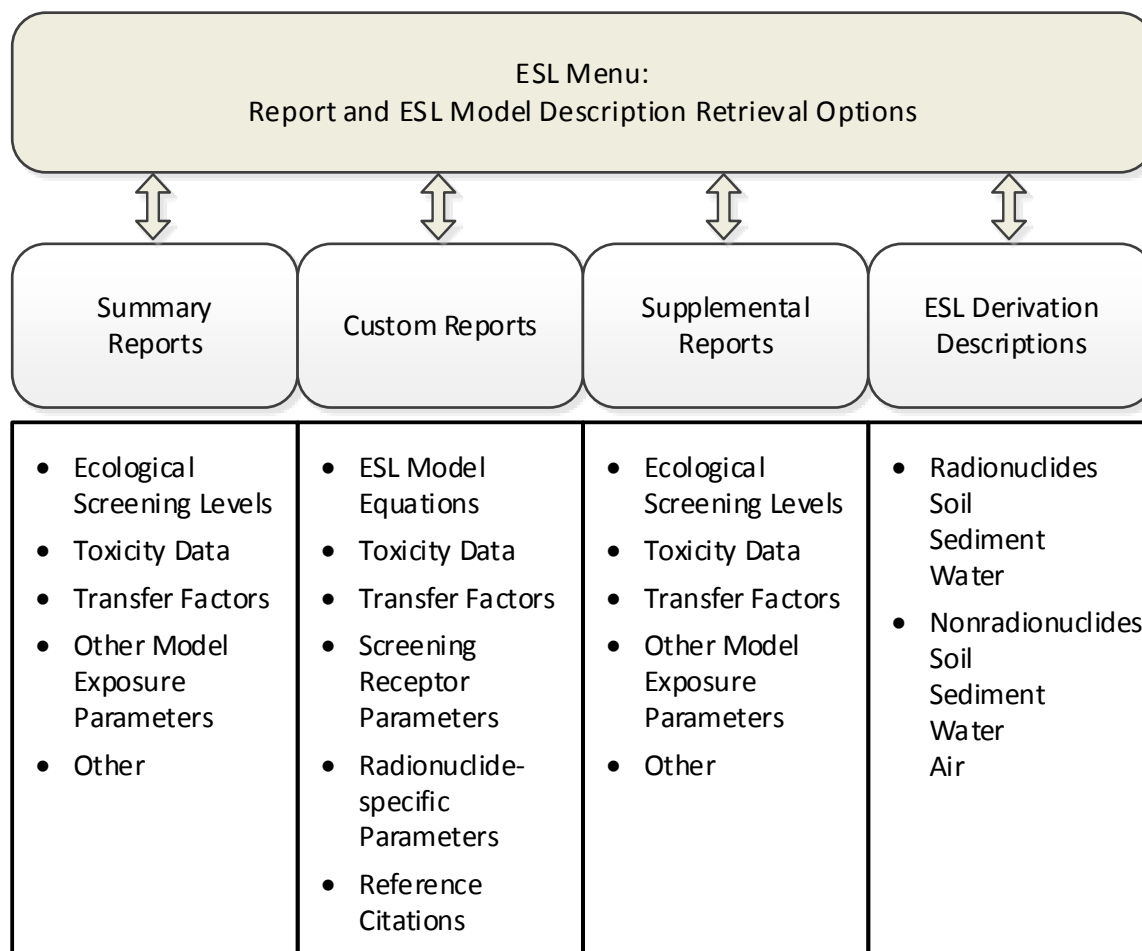 ESL Menu:
Report and ESL Model Description Retrieval Options
Summary
Reports
Custom Reports
Supplemental
Reports
ESL Derivation
Descriptions
• Ecological
Screening Levels
• Toxicity Data
• Transfer Factors
• Other Model
Exposure
Parameters
• Other
• ESL Model
Equations
• Toxicity Data
• Transfer Factors
• Screening
Receptor
Parameters
• Radionuclide-
specific
Parameters
• Reference
Citations
• Ecological
Screening Levels
• Toxicity Data
• Transfer Factors
• Other Model
Exposure
Parameters
• Other
• Radionuclides
Soil
Sediment
Water
• Nonradionuclides
Soil
Sediment
Water
Air